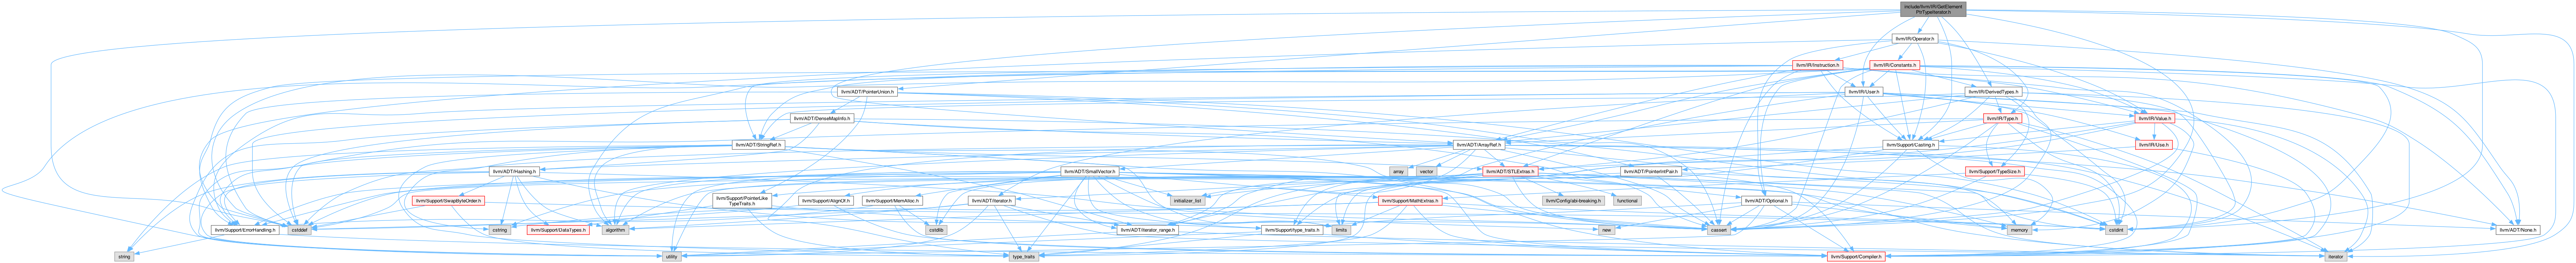 include/llvm/IR/GetElement
PtrTypeIterator.h
llvm/IR/Operator.h
llvm/IR/Instruction.h
llvm/IR/Constants.h
llvm/ADT/PointerUnion.h
llvm/IR/User.h
llvm/IR/DerivedTypes.h
llvm/ADT/DenseMapInfo.h
llvm/IR/Type.h
llvm/IR/Value.h
llvm/ADT/StringRef.h
llvm/ADT/ArrayRef.h
llvm/Support/Casting.h
llvm/IR/Use.h
llvm/ADT/Hashing.h
llvm/ADT/SmallVector.h
array
vector
llvm/ADT/STLExtras.h
llvm/ADT/PointerIntPair.h
llvm/Support/TypeSize.h
llvm/Support/SwapByteOrder.h
llvm/Support/PointerLike
TypeTraits.h
llvm/Support/AlignOf.h
llvm/Support/MemAlloc.h
llvm/ADT/iterator.h
initializer_list
llvm/Support/MathExtras.h
llvm/Config/abi-breaking.h
functional
llvm/ADT/Optional.h
llvm/Support/ErrorHandling.h
cstddef
cstring
llvm/Support/DataTypes.h
algorithm
cstdlib
llvm/ADT/iterator_range.h
llvm/Support/type_traits.h
limits
new
cassert
memory
cstdint
llvm/ADT/None.h
string
utility
type_traits
llvm/Support/Compiler.h
iterator